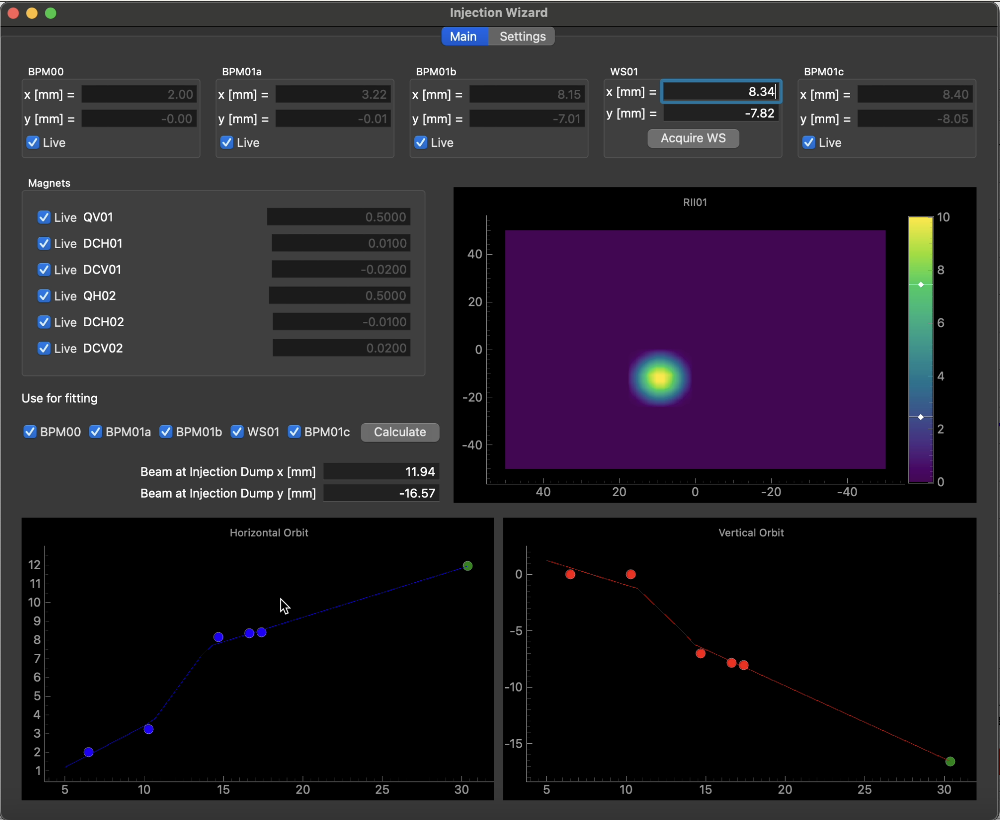 Injection Wizard
Main Settings
BPM00 BPM01a BPM01b WS01 BPM01c
x [mm] = 2.00 x [mm] = 3.22 x [mm] = 8.15 x [mm] = 8.34 x [mm] = 8.40
y [mm] = -0.00 y [mm] = -0.01 y [mm] = -7.01 y [mm] = -7.82 y [mm] = -8.05
Live Live Live Acquire WS Live
Magnets
Live QV01 0.5000
Live DCH01 0.0100
Live DCV01 -0.0200
Live QH02 0.5000
Live DCH02 -0.0100
Live DCV02 0.0200
Use for fitting
BPM00 BPM01a BPM01b WS01 BPM01c Calculate
Beam at Injection Dump x [mm] 11.94
Beam at Injection Dump y [mm] -16.57
RII01
40
20
0
-20
-40
40 20 0 -20 -40
10
8
6
4
2
0
Horizontal Orbit
12
11
10
9
8
7
6
5
4
3
2
1
5 10 15 20 25 30
Vertical Orbit
0
-5
-10
-15
5 10 15 20 25 30